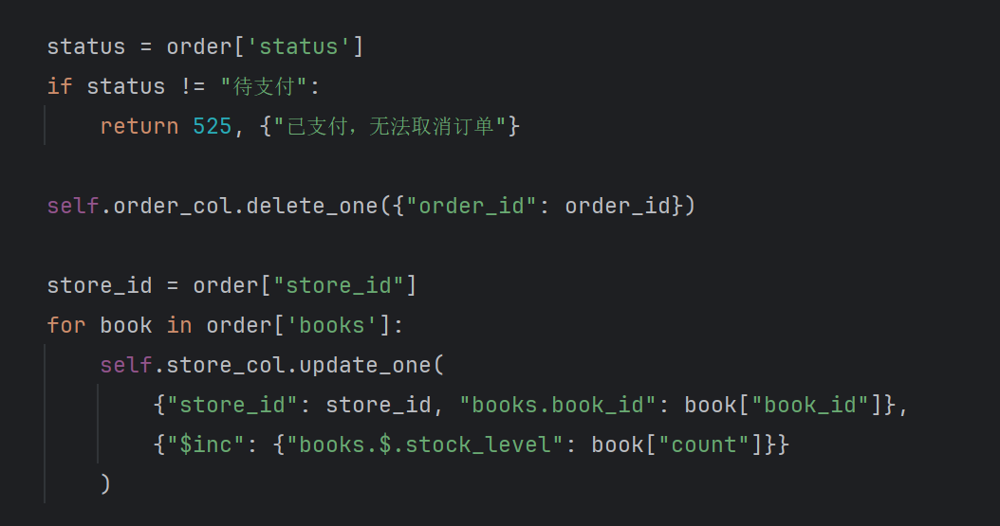 status = order['status']
if status != "待支付":
    return 525, {"已支付，无法取消订单"}
self.order_col.delete_one({"order_id": order_id})
store_id = order["store_id"]
for book in order['books']:
    self.store_col.update_one(
        {"store_id": store_id, "books.book_id": book["book_id"]},
        {"$inc": {"books.$.stock_level": book["count"]}}
    )